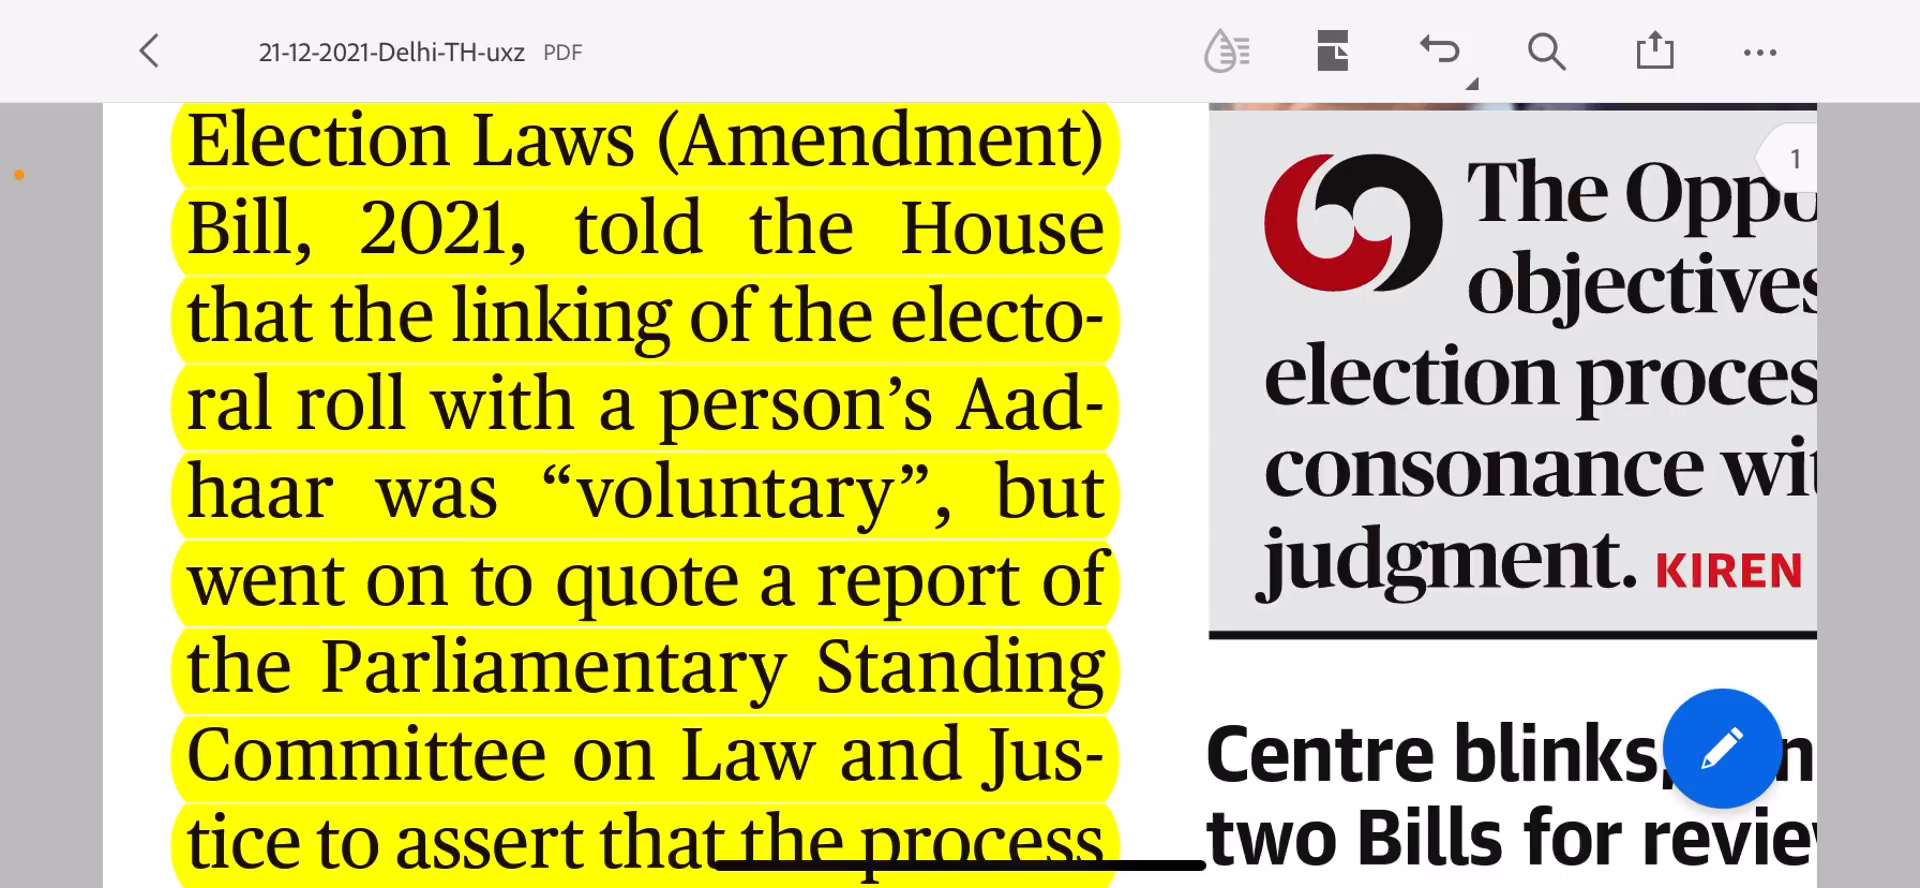 21-12-2021-Delhi-TH-uxz PDF
Election Laws (Amendment)
Bill, 2021, told the House
that the linking of the electo-
ral roll with a person's Aad-
haar was "voluntary", but
went on to quote a report of
the Parliamentary Standing
Committee on Law and Jus-
tice to assert that the process
1
The
objectives
election proces
consonance
judgment. KIREN
Centre blinks,
two Bills for